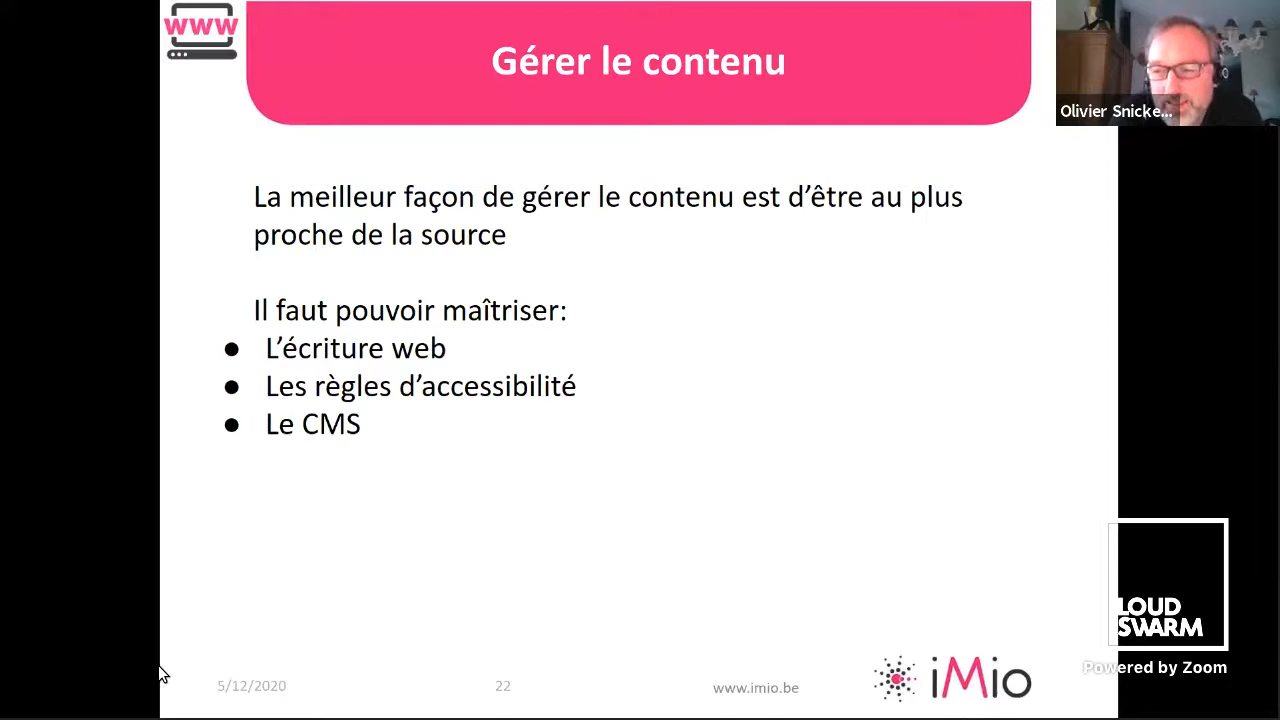 WWW
Gérer le contenu
Olivier Snicke...
La meilleur façon de gérer le contenu est d’être au plus
proche de la source
Il faut pouvoir maîtriser:
● L’écriture web
● Les règles d’accessibilité
● Le CMS
LOUD
SWARM
Powered by Zoom
5/12/2020
22
www.imio.be
iMio